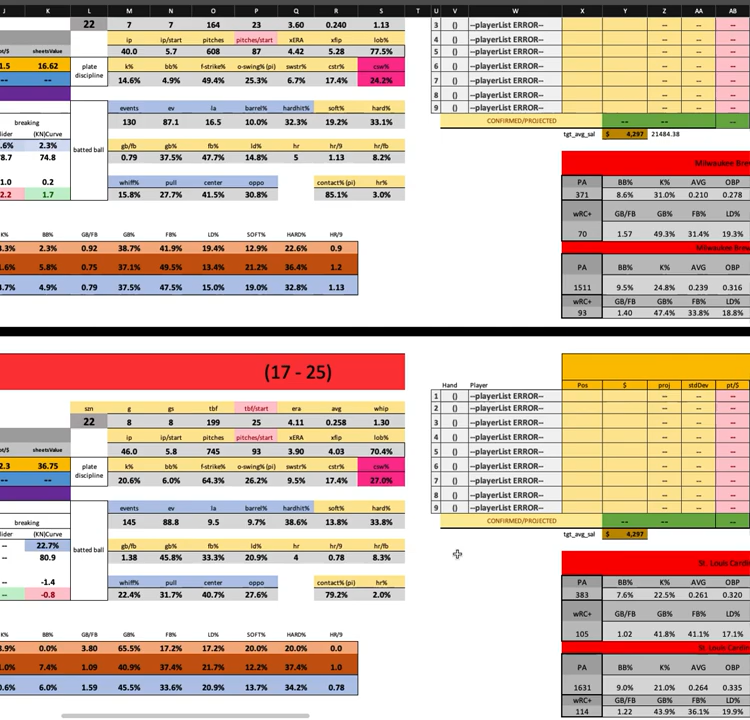 J K L M N O P Q R S T U V W X Y Z AA AB
22 7 7 164 23 3.60 0.240 1.13 3 () --playerList ERROR-- -- -- --
ip ip/start pitches pitches/start xERA xfip lob% 4 () --playerList ERROR-- -- -- --
pt/$ sheetsValue 40.0 5.7 608 87 4.42 5.28 77.5% 5 () --playerList ERROR-- -- -- --
1.5 16.62 plate discipline k% bb% f-strike% o-swing% (pi) swstr% cstr% csw% 6 () --playerList ERROR-- -- -- --
-- -- 14.6% 4.9% 49.4% 25.3% 6.7% 17.4% 24.2% 7 () --playerList ERROR-- -- -- --
8 () --playerList ERROR-- -- -- --
events ev la barrel% hardhit% soft% hard% 9 () --playerList ERROR-- -- -- --
breaking 130 87.1 16.5 10.0% 32.3% 19.2% 33.1% CONFIRMED/PROJECTED -- -- --
lider (KN)Curve tgt_avg_sal $ 4,297 21484.38
.6% 2.3% batted ball gb/fb gb% fb% ld% hr hr/9 hr/fb
78.7 74.8 0.79 37.5% 47.7% 14.8% 5 1.13 8.2% Milwaukee Brew
1.0 0.2 whiff% pull center oppo contact% (pi) hr% PA BB% K% AVG OBP
2.2 1.7 15.8% 27.7% 41.5% 30.8% 85.1% 3.0% 371 8.6% 31.0% 0.210 0.278
wRC+ GB/FB GB% FB% LD%
K% BB% GB/FB GB% FB% LD% SOFT% HARD% HR/9 70 1.57 49.3% 31.4% 19.3%
.3% 2.3% 0.92 38.7% 41.9% 19.4% 12.9% 22.6% 0.9 Milwaukee Brew
.6% 5.8% 0.75 37.1% 49.5% 13.4% 21.2% 36.4% 1.2 PA BB% K% AVG OBP
.7% 4.9% 0.79 37.5% 47.5% 15.0% 19.0% 32.8% 1.13 1511 9.5% 24.8% 0.239 0.316
wRC+ GB/FB GB% FB% LD%
93 1.40 47.4% 33.8% 18.8%
(17 - 25)
Hand Player Pos $ proj stdDev pt/$
1 () --playerList ERROR-- -- -- --
sm g gs tbf tbf/start era avg whip 2 () --playerList ERROR-- -- -- --
22 8 8 199 25 4.11 0.258 1.30 3 () --playerList ERROR-- -- -- --
ip ip/start pitches pitches/start xERA xfip lob% 4 () --playerList ERROR-- -- -- --
pt/$ sheetsValue 46.0 5.8 745 93 3.90 4.03 70.4% 5 () --playerList ERROR-- -- -- --
2.3 36.75 plate discipline k% bb% f-strike% o-swing% (pi) swstr% cstr% csw% 6 () --playerList ERROR-- -- -- --
-- -- 20.6% 6.0% 64.3% 26.2% 9.5% 17.4% 27.0% 7 () --playerList ERROR-- -- -- --
8 () --playerList ERROR-- -- -- --
events ev la barrel% hardhit% soft% hard% 9 () --playerList ERROR-- -- -- --
breaking 145 88.8 9.5 9.7% 38.6% 13.8% 33.8% CONFIRMED/PROJECTED -- -- --
lider (KN)Curve tgt_avg_sal $ 4,297
-- 22.7% batted ball gb/fb gb% fb% ld% hr hr/9 hr/fb
-- 80.9 1.38 45.8% 33.3% 20.9% 4 0.78 8.3% St. Louis Cardin
-- -1.4 whiff% pull center oppo contact% (pi) hr% PA BB% K% AVG OBP
-- -0.8 22.4% 31.7% 40.7% 27.6% 79.2% 2.0% 383 7.6% 22.5% 0.261 0.320
wRC+ GB/FB GB% FB% LD%
K% BB% GB/FB GB% FB% LD% SOFT% HARD% HR/9 105 1.02 41.8% 41.1% 17.1%
.9% 0.0% 3.80 65.5% 17.2% 17.2% 20.0% 20.0% 0.0 St. Louis Cardin
.0% 7.4% 1.09 40.9% 37.4% 21.7% 12.2% 37.4% 1.0 PA BB% K% AVG OBP
0.6% 6.0% 1.59 45.5% 33.6% 20.9% 13.7% 34.2% 0.78 1631 9.0% 21.0% 0.264 0.335
wRC+ GB/FB GB% FB% LD%
114 1.22 43.9% 36.1% 19.9%